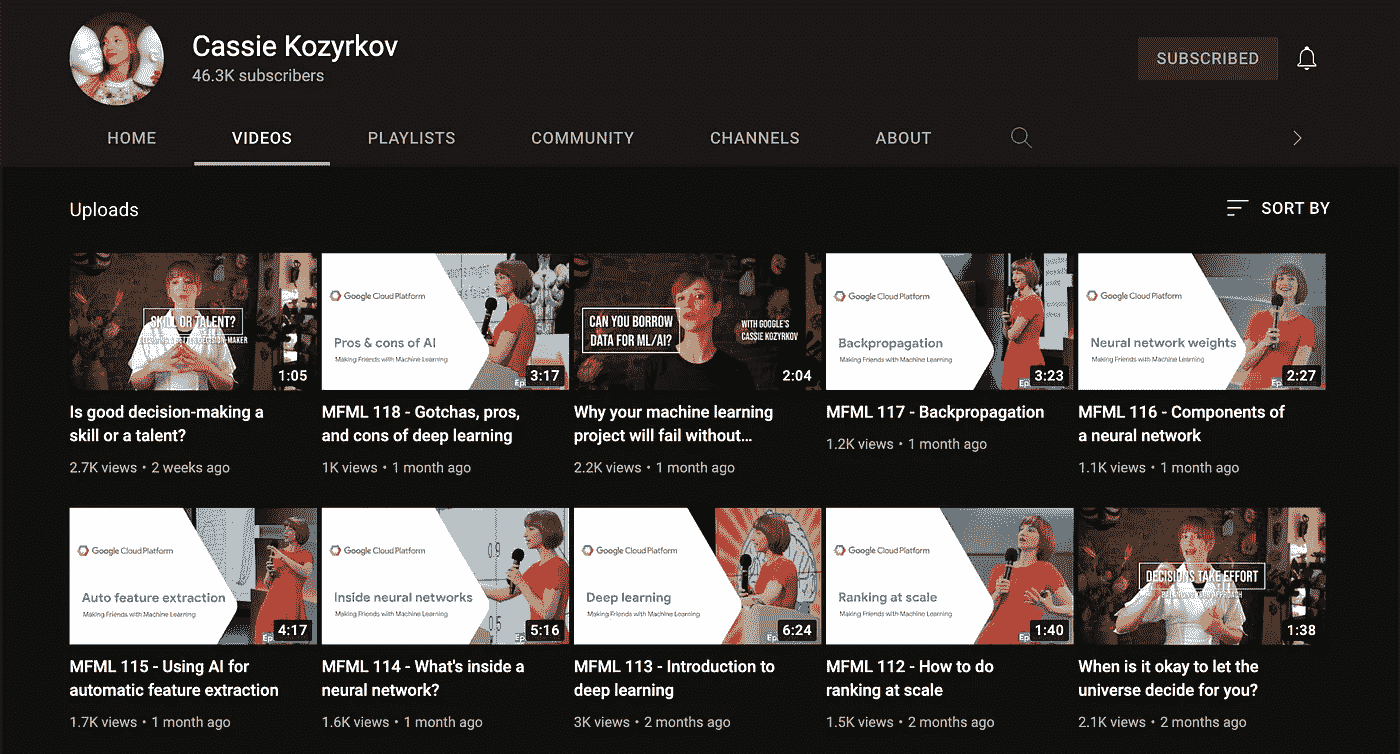 Cassie Kozyrkov
46.3K subscribers
SUBSCRIBED
HOME
VIDEOS
PLAYLISTS
COMMUNITY
CHANNELS
ABOUT
Uploads
SORT BY
SKILL OR TALENT?
1:05
Is good decision-making a
skill or a talent?
2.7K views • 2 weeks ago
Google Cloud Platform
Pros & cons of AI
Making Friends with Machine Learning
Ep
3:17
MFML 118 - Gotchas, pros,
and cons of deep learning
1K views • 1 month ago
CAN YOU BORROW
DATA FOR ML/AI?
WITH GOOGLE'S
CASSIE KOZYRKOV
2:04
Why your machine learning
project will fail without...
2.2K views • 1 month ago
Google Cloud Platform
Backpropagation
Making Friends with Machine Learning
Ep
3:23
MFML 117 - Backpropagation
1.2K views • 1 month ago
Google Cloud Platform
Neural network weights
Making Friends with Machine Learning
Ep
2:27
MFML 116 - Components of
a neural network
1.1K views • 1 month ago
Google Cloud Platform
Auto feature extraction
Making Friends with Machine Learning
Ep
4:17
MFML 115 - Using AI for
automatic feature extraction
1.7K views • 1 month ago
Google Cloud Platform
0.9
Inside neural networks
Making Friends with Machine Learning
0.5
Ep
5:16
MFML 114 - What's inside a
neural network?
1.6K views • 1 month ago
Google Cloud Platform
Deep learning
Making Friends with Machine Learning
Ep
6:24
MFML 113 - Introduction to
deep learning
3K views • 2 months ago
Google Cloud Platform
Ranking at scale
Making Friends with Machine Learning
Ep
1:40
MFML 112 - How to do
ranking at scale
1.5K views • 2 months ago
DECISIONS TAKE EFFORT
BALANCING YOUR APPROACH
1:38
When is it okay to let the
universe decide for you?
2.1K views • 2 months ago